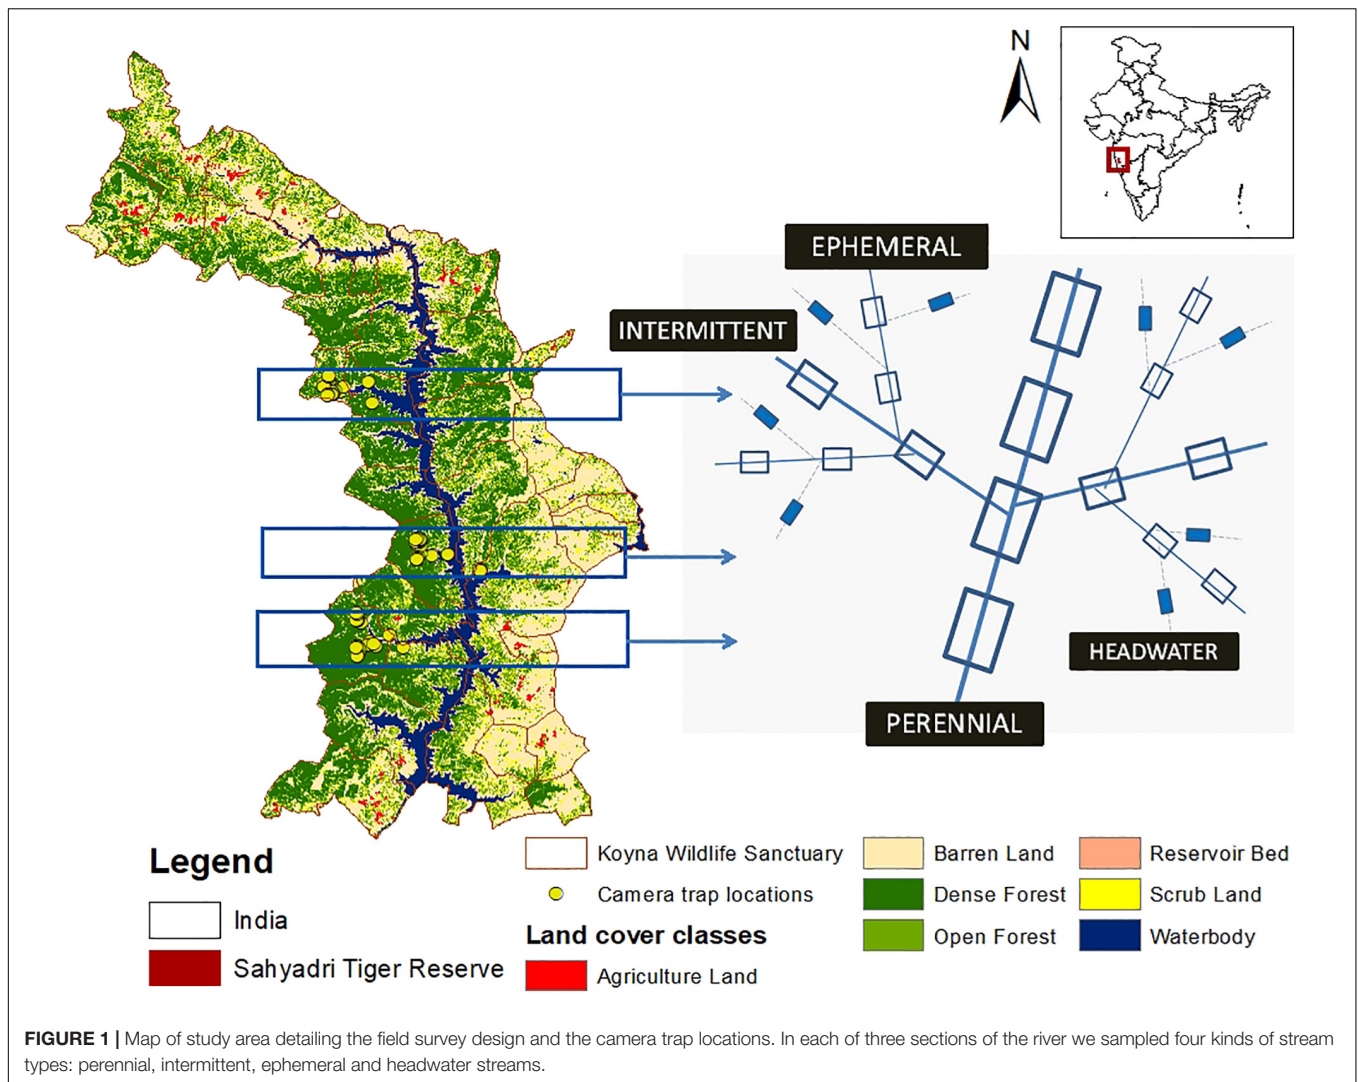 N
EPHEMERAL
INTERMITTENT
HEADWATER
PERENNIAL
Legend
India
Sahyadri Tiger Reserve
Koyna Wildlife Sanctuary
Camera trap locations
Land cover classes
Agriculture Land
Barren Land
Dense Forest
Open Forest
Reservoir Bed
Scrub Land
Waterbody
FIGURE 1 | Map of study area detailing the field survey design and the camera trap locations. In each of three sections of the river we sampled four kinds of stream
types: perennial, intermittent, ephemeral and headwater streams.